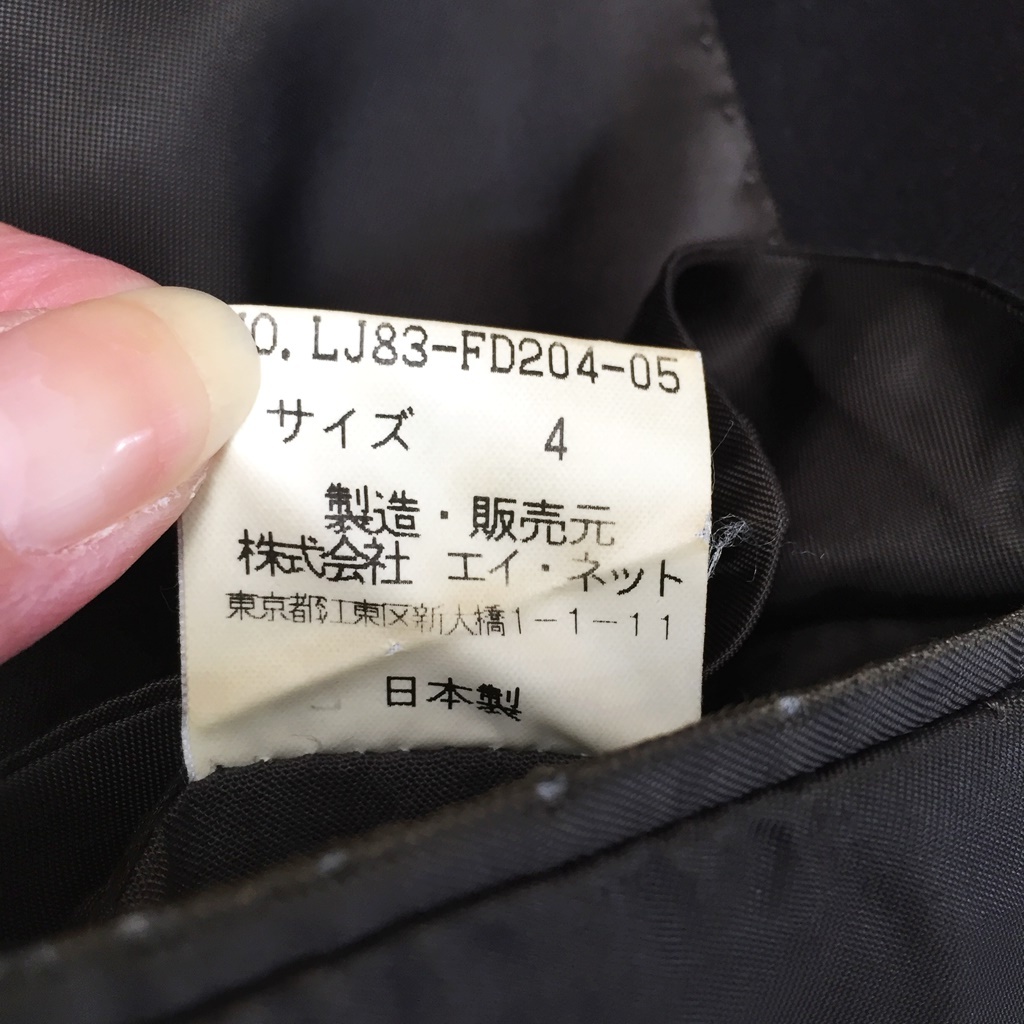 NO. LJ83-FD204-05
サイズ 4
製造・販売元
株式会社 エイ・ネット
東京都江東区新大橋1-1-11
日本製